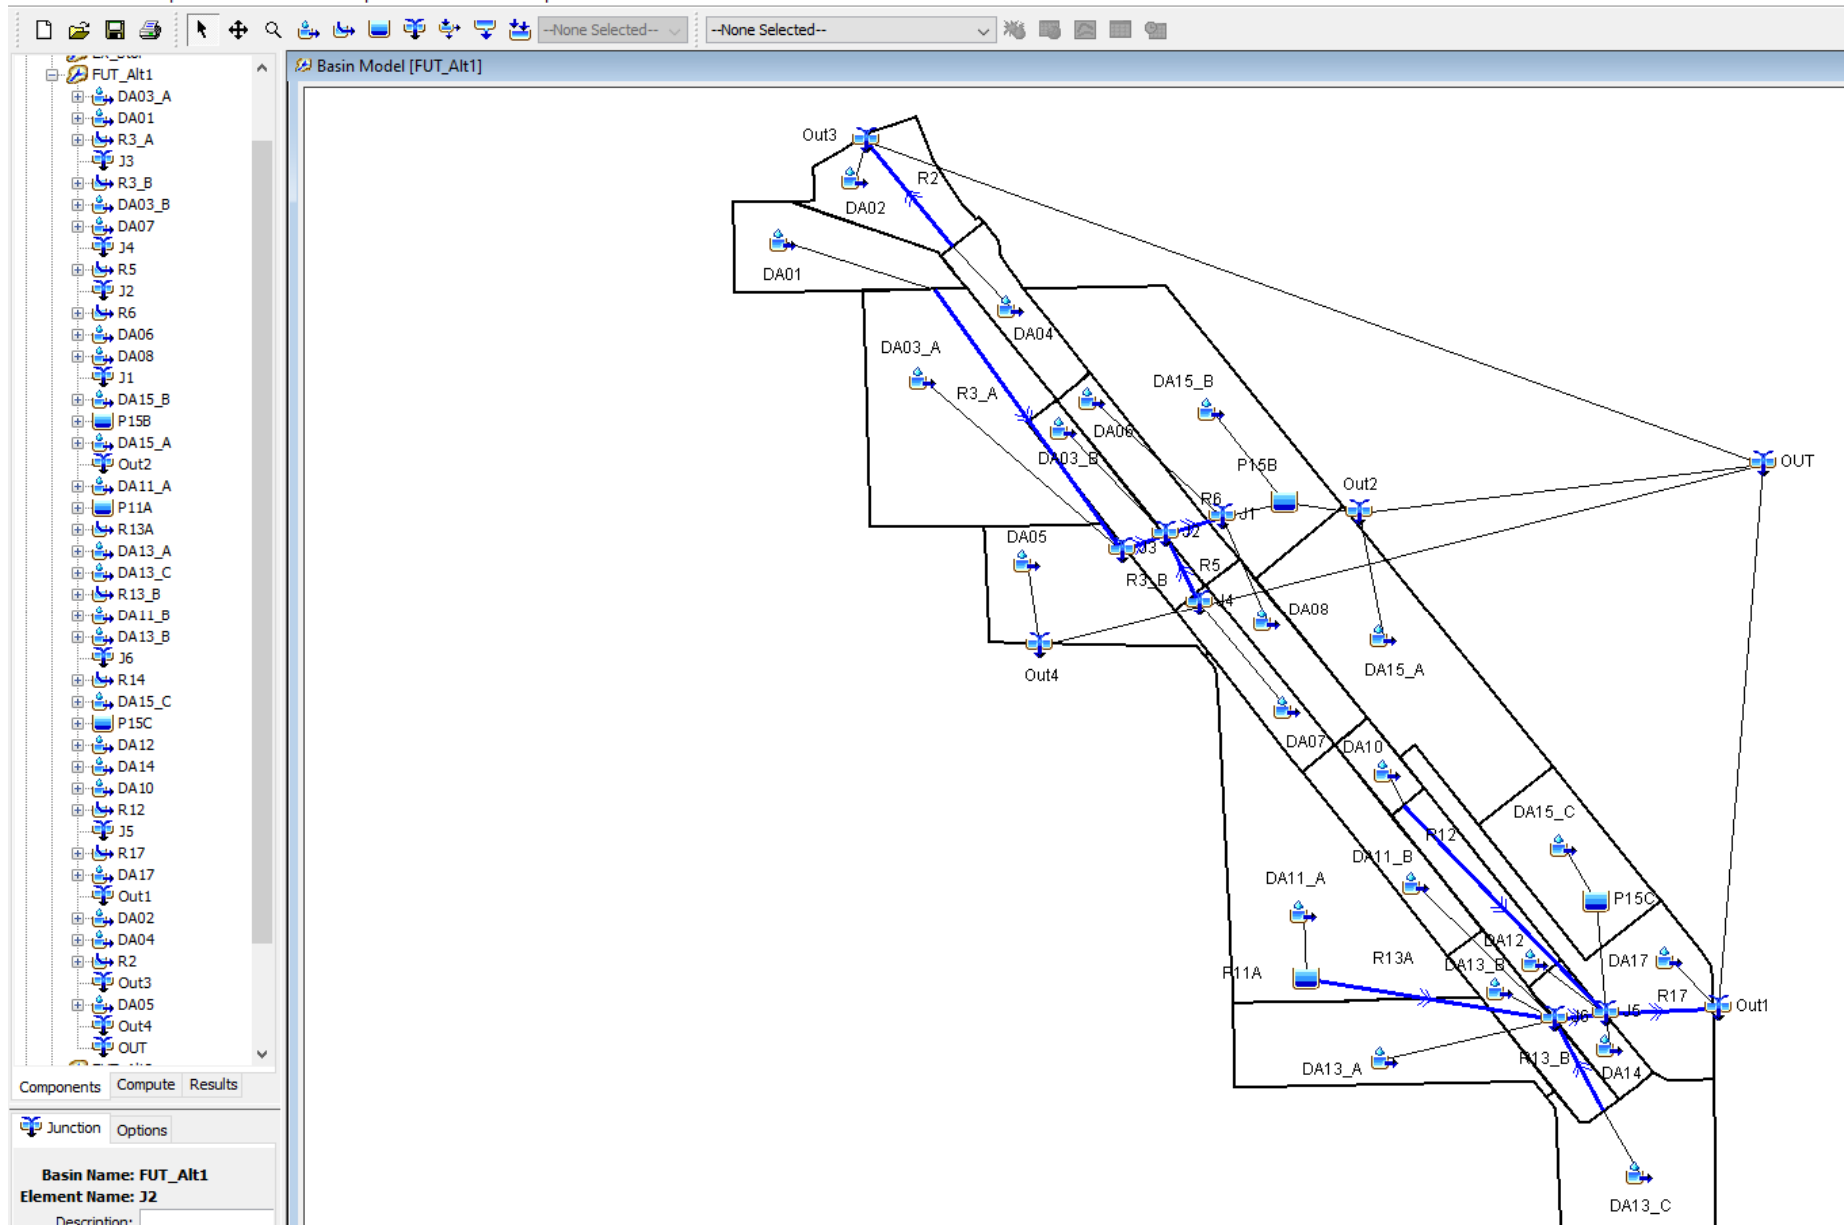 --None Selected--
--None Selected--
FUT_Alt1
DA03_A
DA01
R3_A
J3
R3_B
DA03_B
DA07
J4
R5
J2
R6
DA06
DA08
J1
DA15_B
P15B
DA15_A
Out2
DA11_A
P11A
R13A
DA13_A
DA13_C
R13_B
DA11_B
DA13_B
J6
R14
DA15_C
P15C
DA12
DA14
DA10
R12
J5
R17
DA17
Out1
DA02
DA04
R2
Out3
DA05
Out4
OUT
Components Compute Results
Junction Options
Basin Name: FUT_Alt1
Element Name: J2
Description:
Basin Model [FUT_Alt1]
Out3
R2
DA02
DA01
DA04
DA03_A
DA15_B
R3_A
DA06
DA03_B
P15B
OUT
Out2
R6
J1
J2
DA05
J3
R5
R3_B
J4
DA08
DA15_A
Out4
DA07
DA10
DA15_C
R12
DA11_B
DA11_A
P15C
DA12
R13A
DA13_B
DA17
P11A
R17
Out1
J5
J6
R13_B
DA13_A
DA14
DA13_C